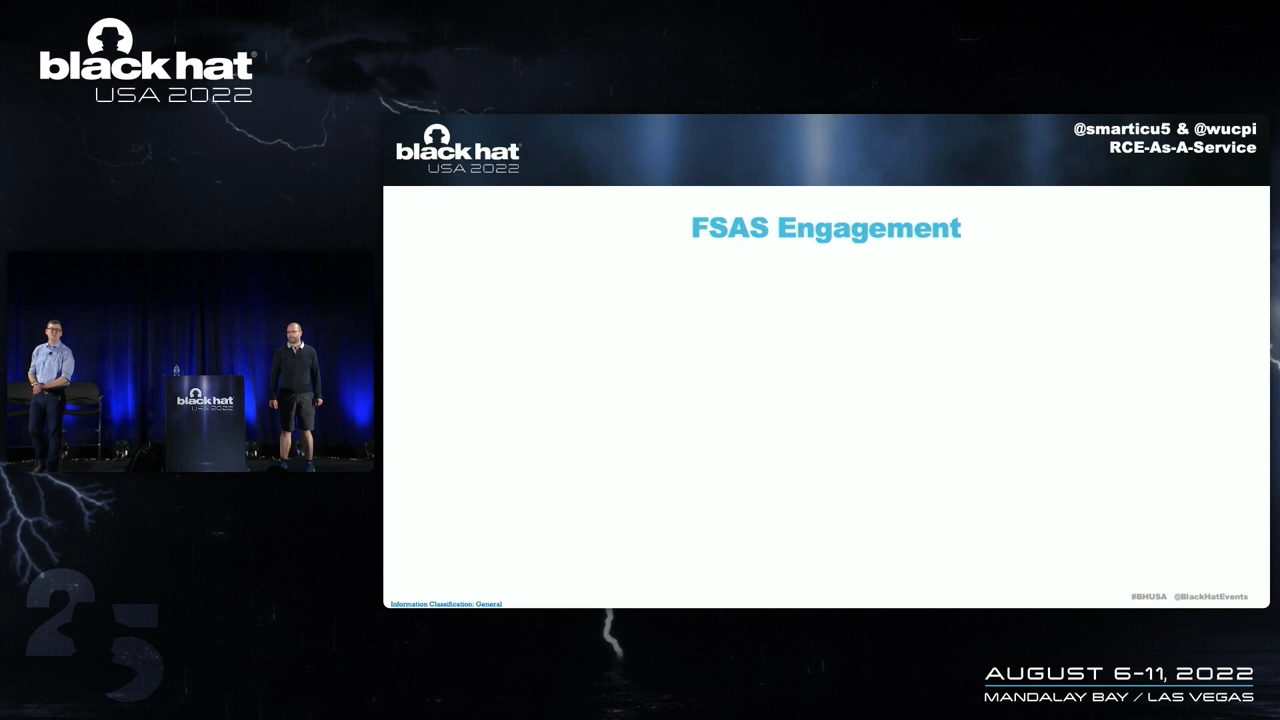 black hat®
USA 2022
black hat®
USA 2022
@smarticu5 & @wucpi
RCE-As-A-Service
FSAS Engagement
black hat
USA 2022
Information Classification: General
#BHUSA @BlackHatEvents
25
AUGUST 6-11, 2022
MANDALAY BAY / LAS VEGAS